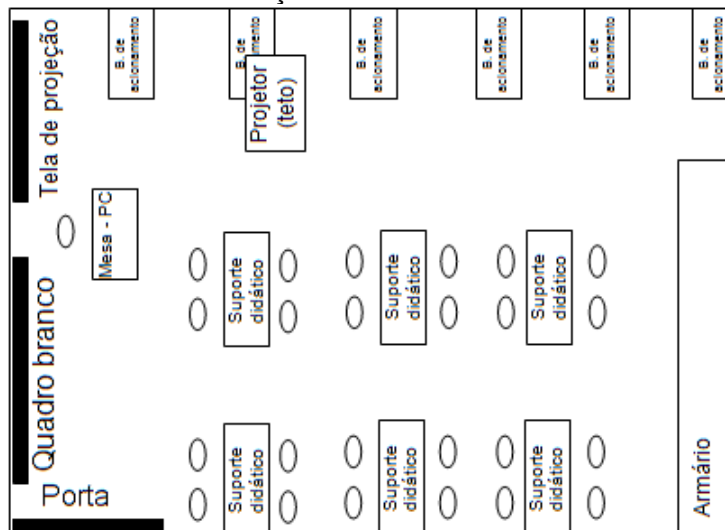 Tela de projeção
B. de
acionamento
B. de
Projetor
(teto)
B. de
acionamento
B. de
acionamento
B. de
acionamento
B. de
acionamento
Mesa - PC
Quadro branco
Suporte
didático
Suporte
didático
Suporte
didático
Porta
Suporte
didático
Suporte
didático
Suporte
didático
Armário